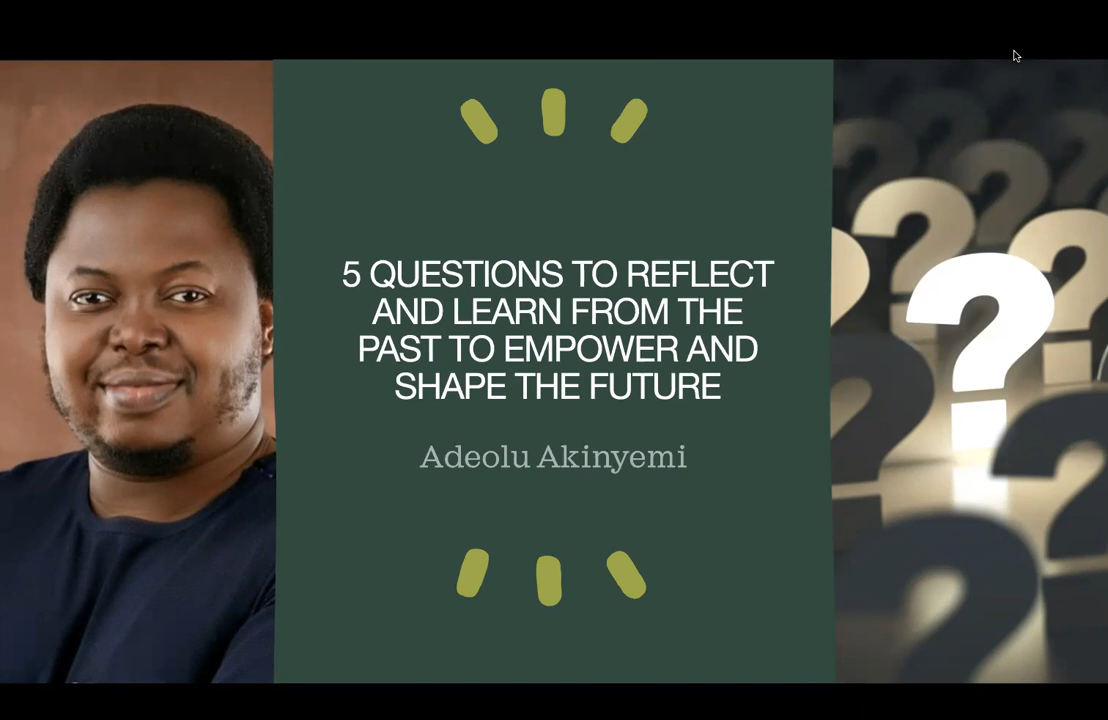 5 QUESTIONS TO REFLECT
AND LEARN FROM THE
PAST TO EMPOWER AND
SHAPE THE FUTURE
Adeolu Akinyemi